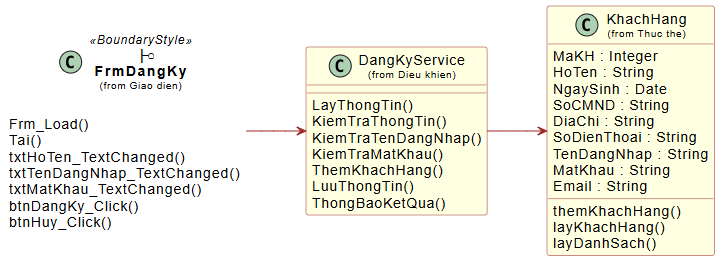 «BoundaryStyle»
C
FrmDangKy
(from Giao dien)
Frm_Load()
Tai()
txtHoTen_TextChanged()
txtTenDangNhap_TextChanged()
txtMatKhau_TextChanged()
btnDangKy_Click()
btnHuy_Click()
C
DangKyService
(from Dieu khien)
LayThongTin()
KiemTraThongTin()
KiemTraTenDangNhap()
KiemTraMatKhau()
ThemKhachHang()
LuuThongTin()
ThongBaoKetQua()
C
KhachHang
(from Thuc the)
MaKH : Integer
HoTen : String
NgaySinh : Date
SoCMND : String
DiaChi : String
SoDienThoai : String
TenDangNhap : String
MatKhau : String
Email : String
themKhachHang()
layKhachHang()
layDanhSach()